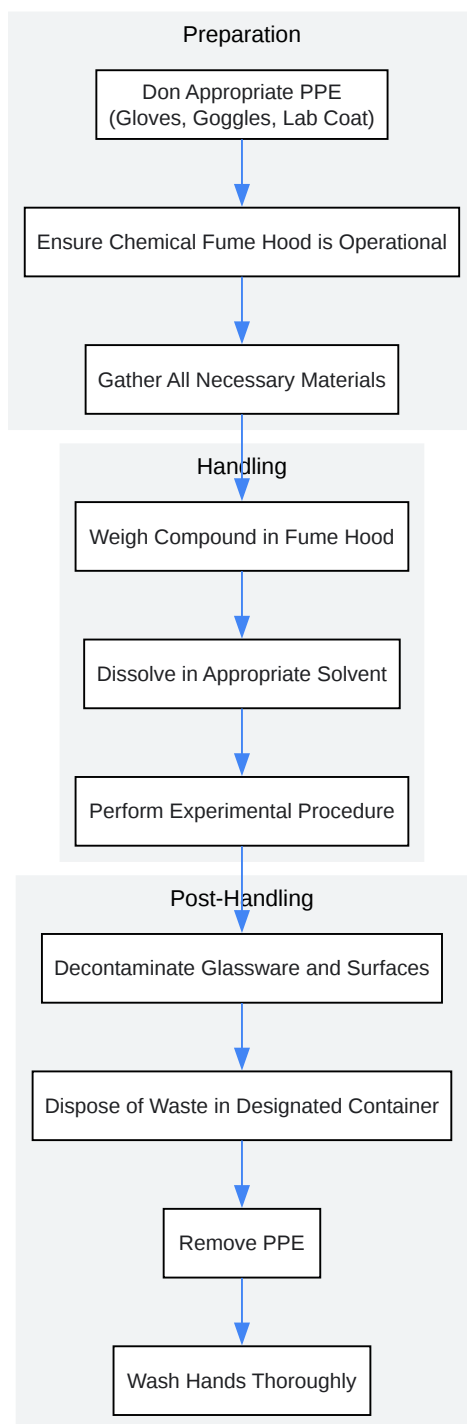 Preparation
Don Appropriate PPE
(Gloves, Goggles, Lab Coat)
Ensure Chemical Fume Hood is Operational
Gather All Necessary Materials
Handling
Weigh Compound in Fume Hood
Dissolve in Appropriate Solvent
Perform Experimental Procedure
Post-Handling
Decontaminate Glassware and Surfaces
Dispose of Waste in Designated Container
Remove PPE
Wash Hands Thoroughly